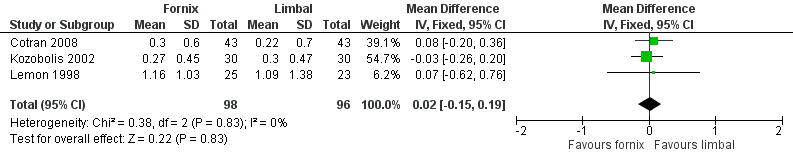 Fornix Limbal Mean Difference Mean Difference
Study or Subgroup Mean SD Total Mean SD Total Weight IV, Fixed, 95% CI IV, Fixed, 95% CI
Cotran 2008 0.3 0.6 43 0.22 0.7 43 39.1% 0.08 [-0.20, 0.36]
Kozobolis 2002 0.27 0.45 30 0.3 0.47 30 54.7% -0.03 [-0.26, 0.20]
Lemon 1998 1.16 1.03 25 1.09 1.38 23 6.2% 0.07 [-0.62, 0.76]
Total (95% CI) 98 96 100.0% 0.02 [-0.15, 0.19]
Heterogeneity: Chi² = 0.38, df = 2 (P = 0.83); I² = 0%
Test for overall effect: Z = 0.22 (P = 0.83)
-2 -1 0 1 2
Favours fornix Favours limbal